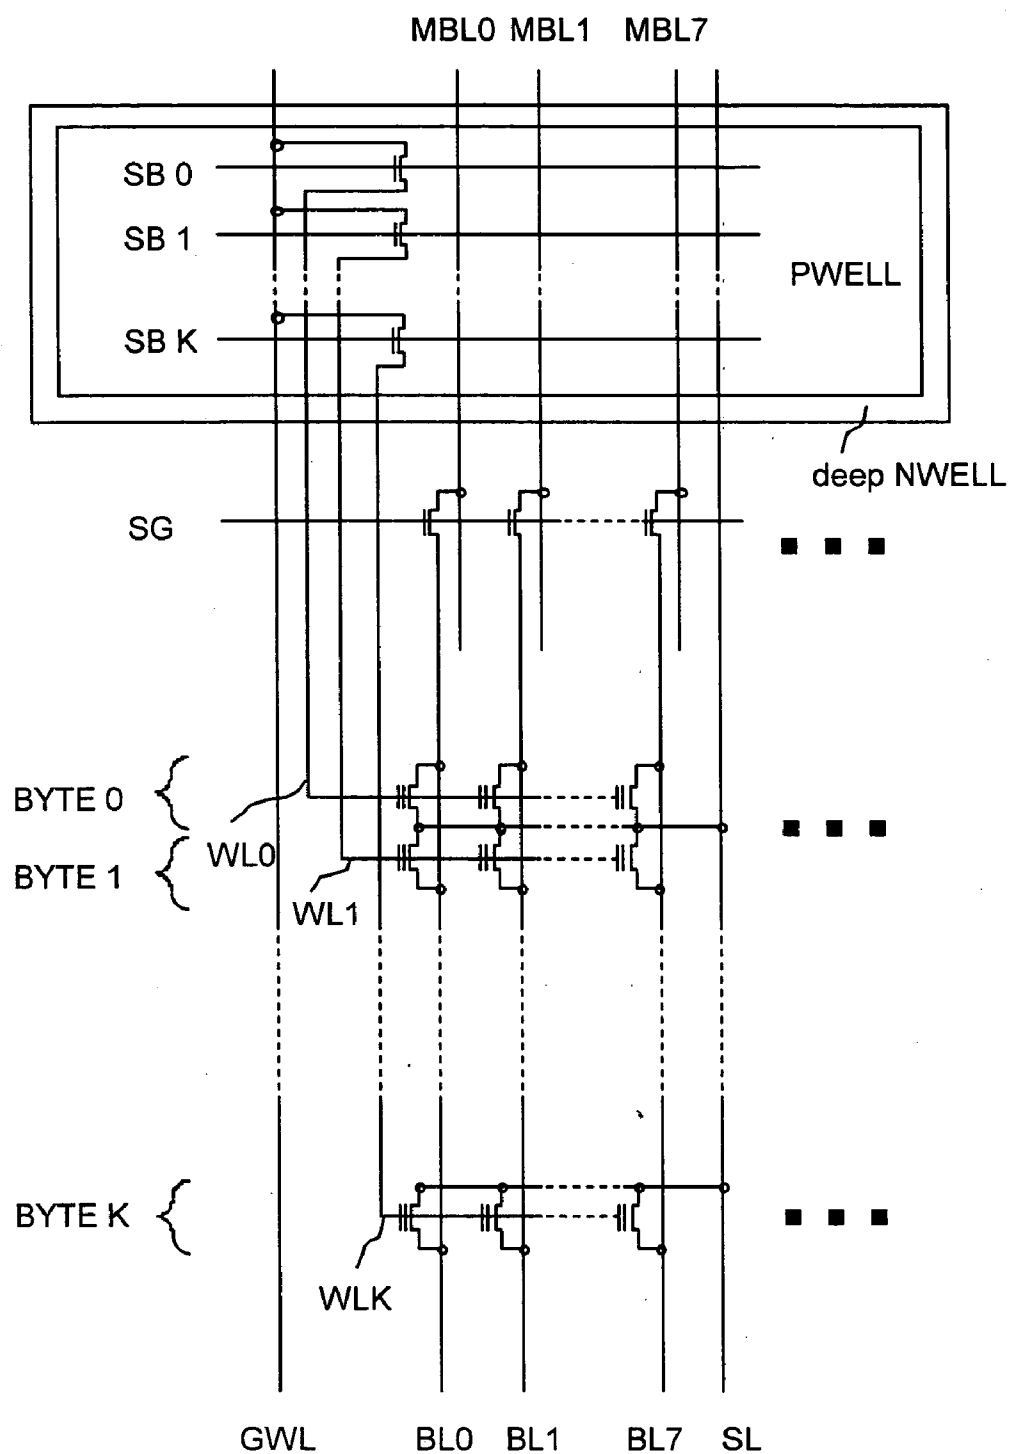 MBL0 MBL1 MBL7
SB 0
SB 1
PWELL
SB K
deep NWELL
SG
BYTE 0
WL0
BYTE 1
WL1
BYTE K
WLK
GWL BL0 BL1 BL7 SL